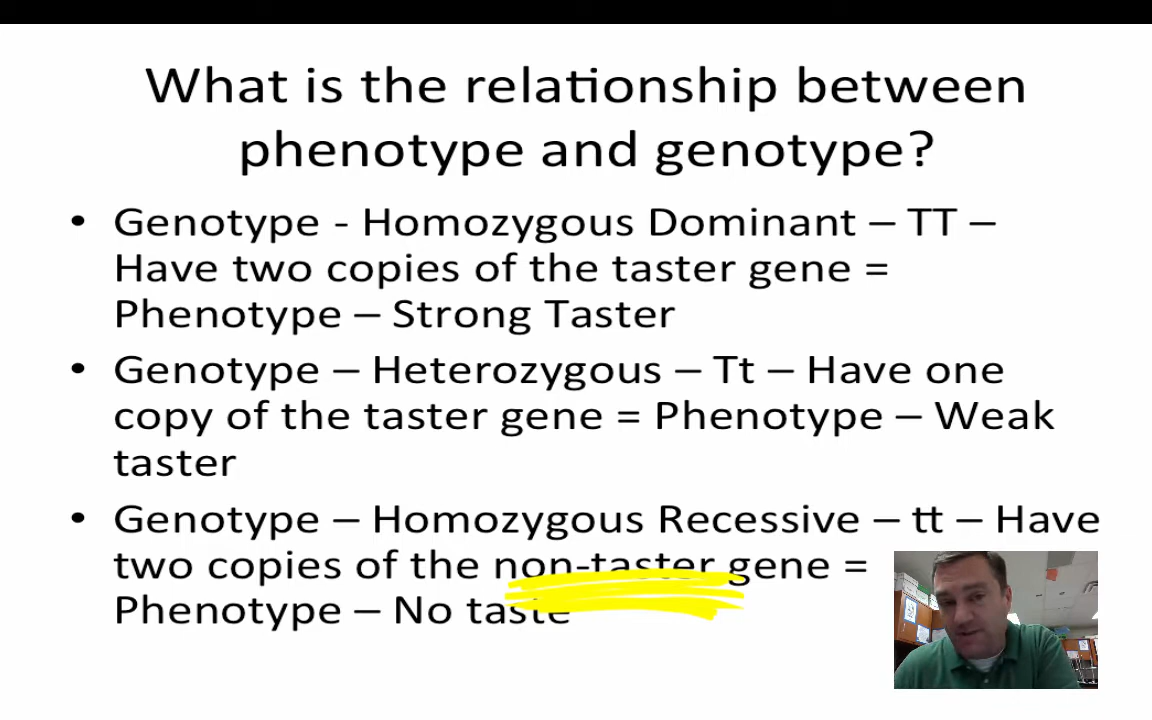 What is the relationship between
phenotype and genotype?
• Genotype - Homozygous Dominant – TT –
Have two copies of the taster gene =
Phenotype – Strong Taster
• Genotype – Heterozygous – Tt – Have one
copy of the taster gene = Phenotype – Weak
taster
• Genotype – Homozygous Recessive – tt – Have
two copies of the non-taster gene =
Phenotype – No taste